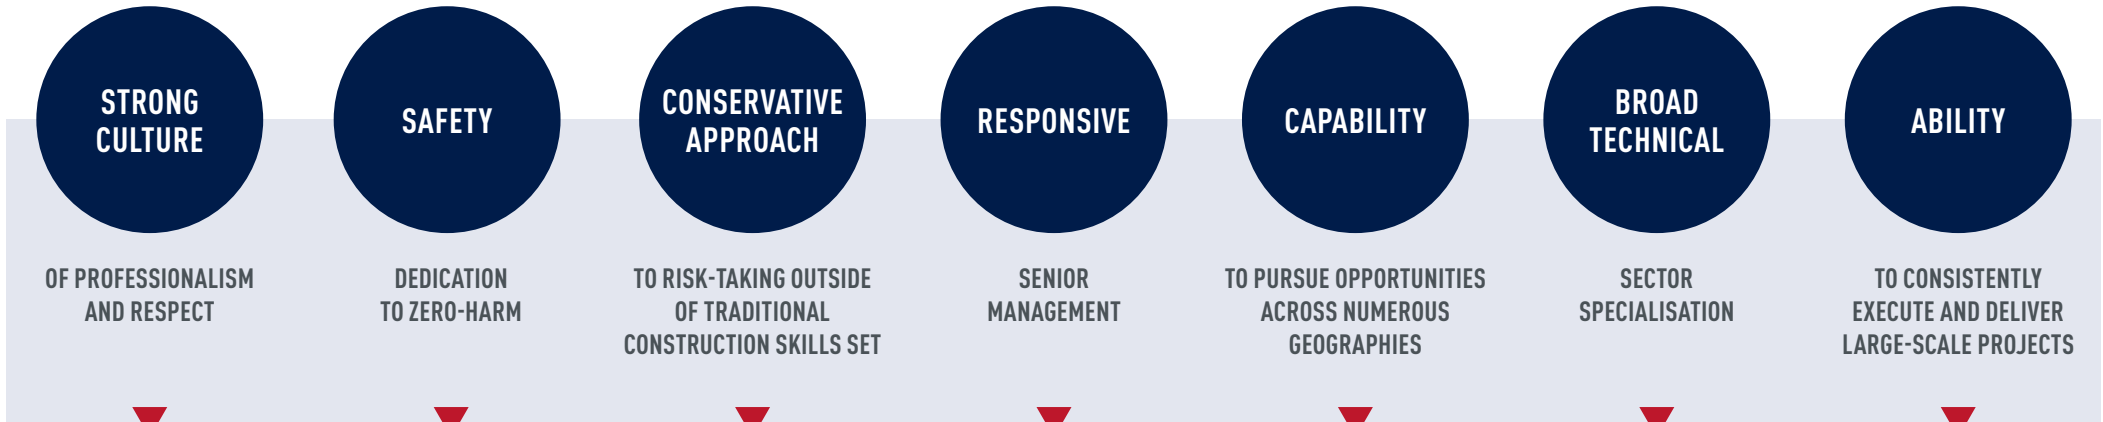 STRONG
CULTURE
OF PROFESSIONALISM
AND RESPECT
SAFETY
DEDICATION
TO ZERO-HARM
CONSERVATIVE
APPROACH
TO RISK-TAKING OUTSIDE
OF TRADITIONAL
CONSTRUCTION SKILLS SET
RESPONSIVE
SENIOR
MANAGEMENT
CAPABILITY
TO PURSUE OPPORTUNITIES
ACROSS NUMEROUS
GEOGRAPHIES
BROAD
TECHNICAL
SECTOR
SPECIALISATION
ABILITY
TO CONSISTENTLY
EXECUTE AND DELIVER
LARGE-SCALE PROJECTS